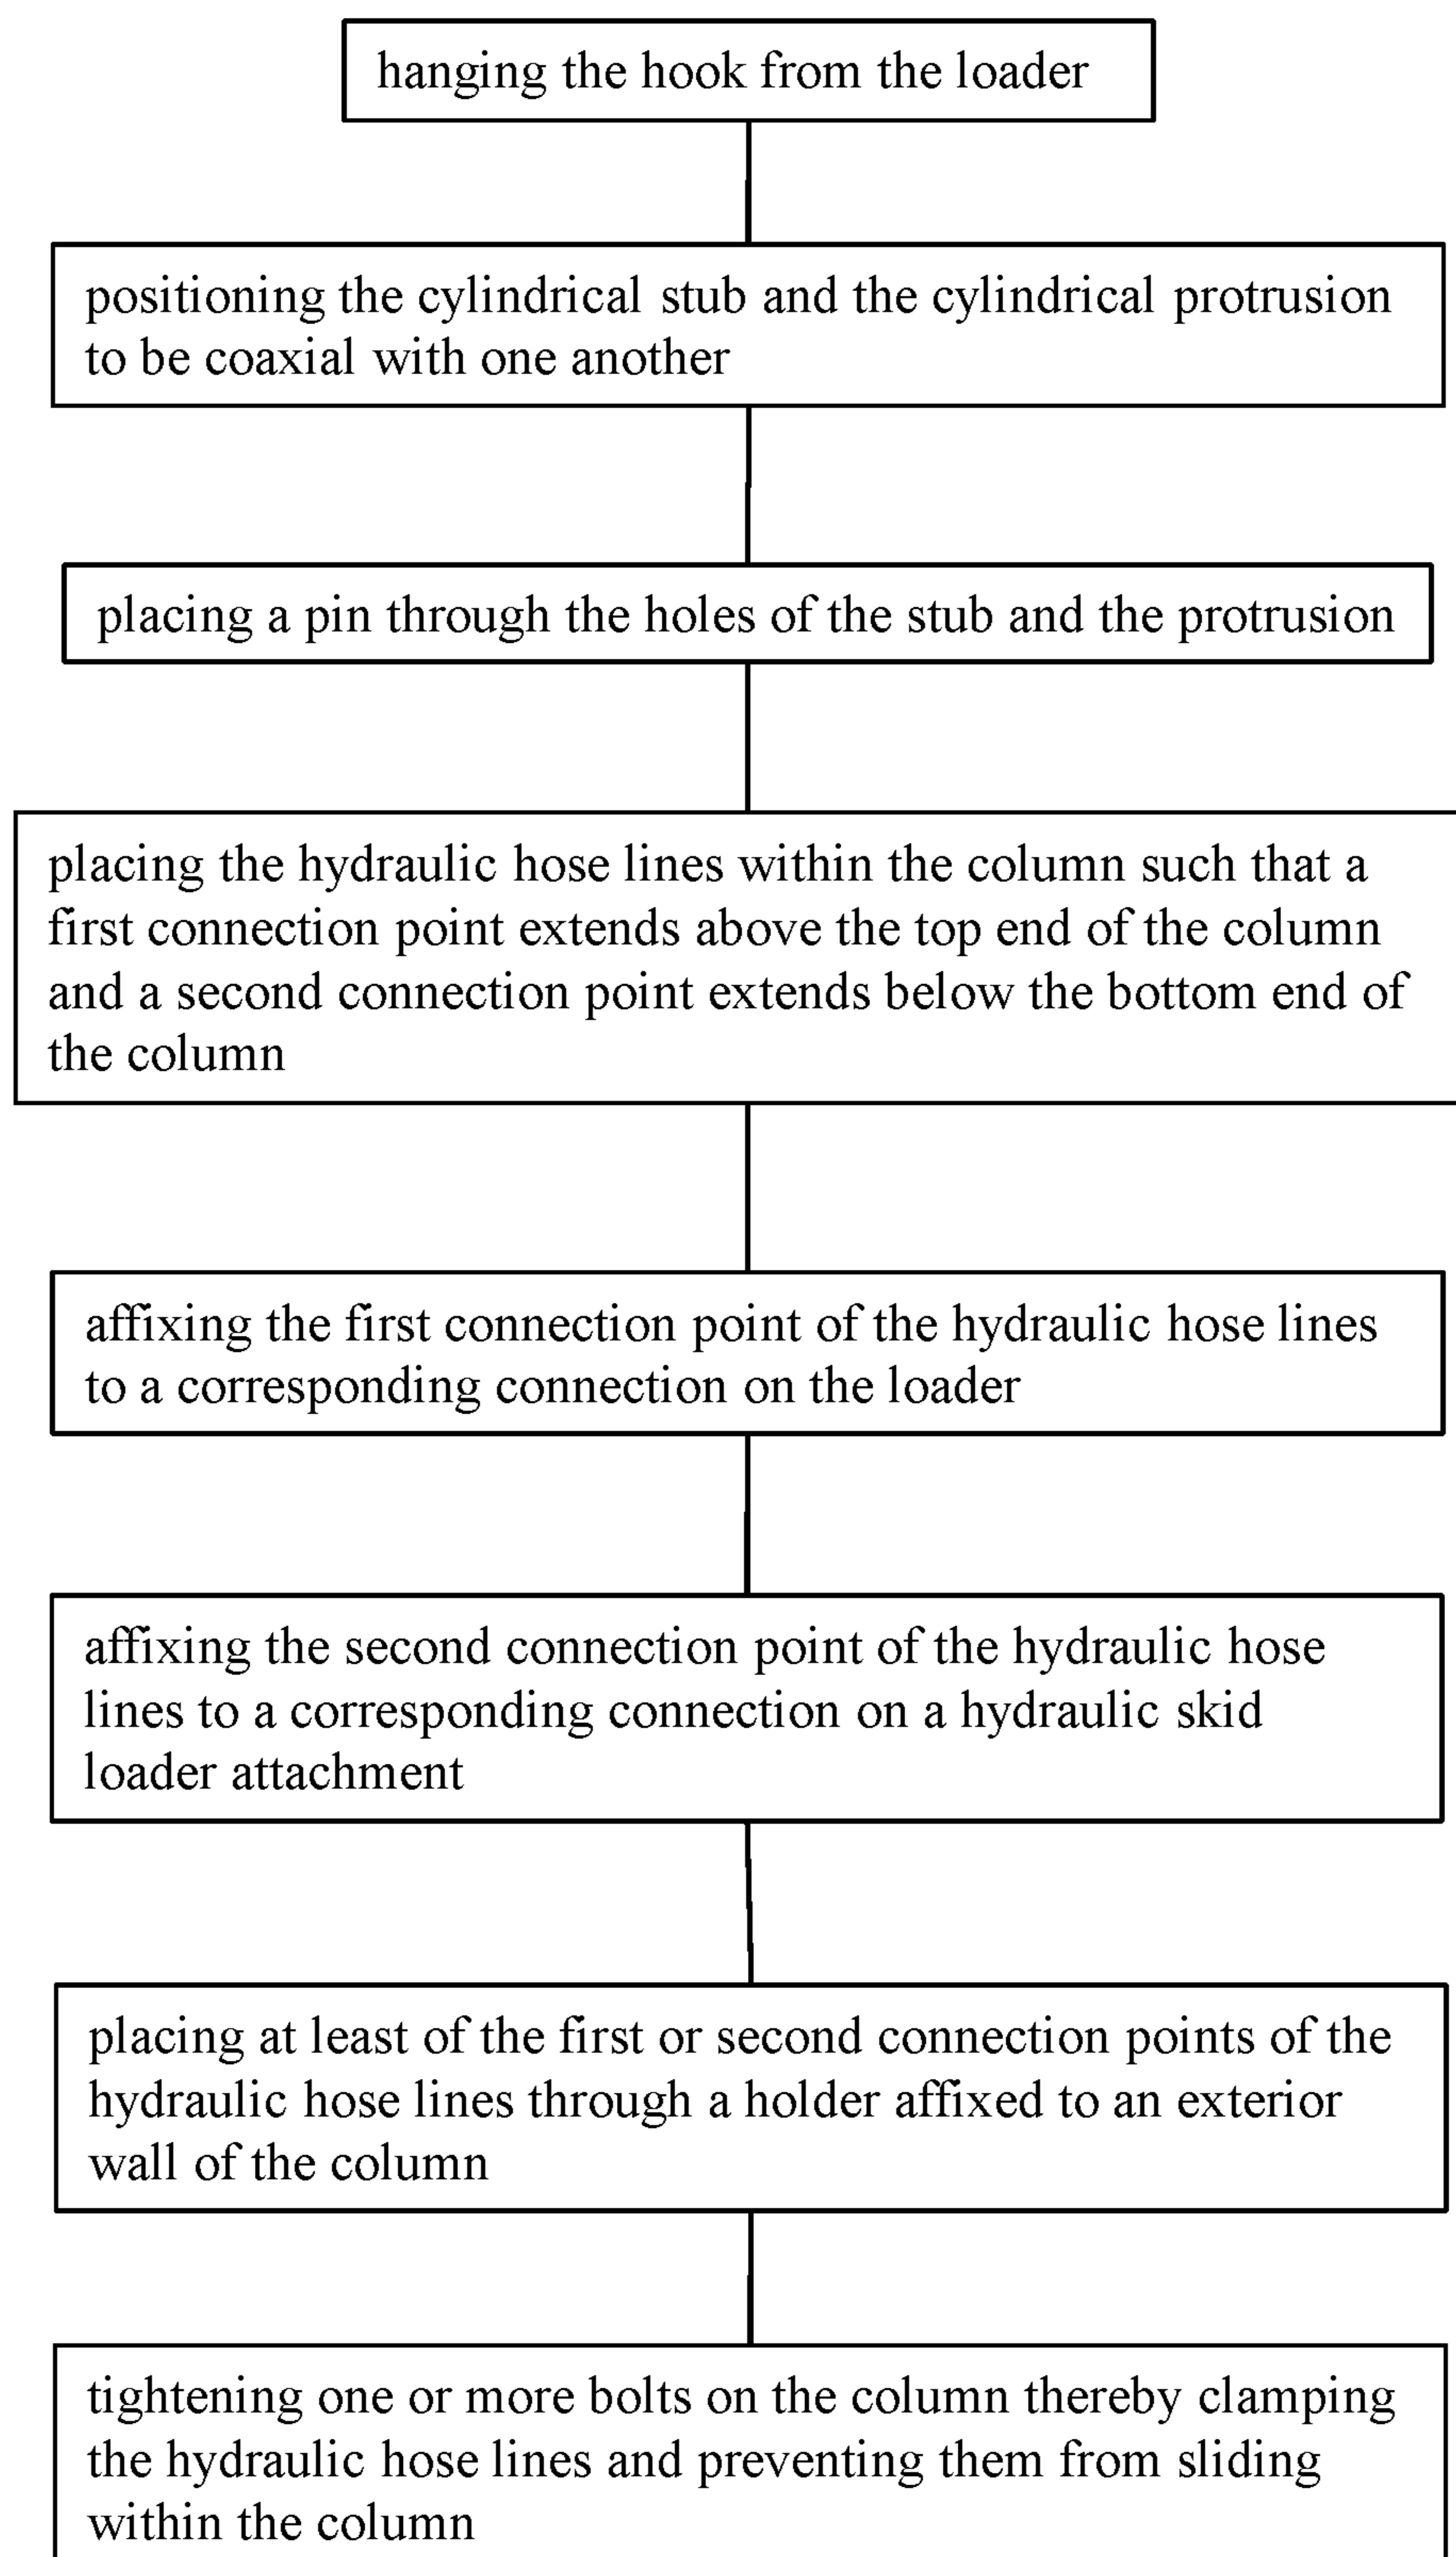 hanging the hook from the loader
positioning the cylindrical stub and the cylindrical protrusion
to be coaxial with one another
placing a pin through the holes of the stub and the protrusion
placing the hydraulic hose lines within the column such that a
first connection point extends above the top end of the column
and a second connection point extends below the bottom end of
the column
affixing the first connection point of the hydraulic hose lines
to a corresponding connection on the loader
affixing the second connection point of the hydraulic hose
lines to a corresponding connection on a hydraulic skid
loader attachment
placing at least of the first or second connection points of the
hydraulic hose lines through a holder affixed to an exterior
wall of the column
tightening one or more bolts on the column thereby clamping
the hydraulic hose lines and preventing them from sliding
within the column